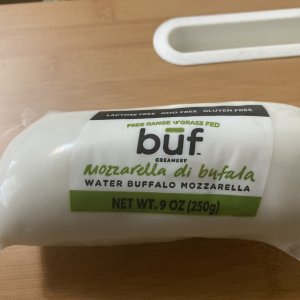 LACTOSE FREE · GMO FREE · GLUTEN FREE
FREE RANGE GRASS FED
būf™
CREAMERY
Mozzarella di bufala
WATER BUFFALO MOZZARELLA
NET WT. 9 OZ (250g)